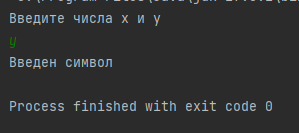 Введите числа x и y
y
Введен символ
Process finished with exit code 0